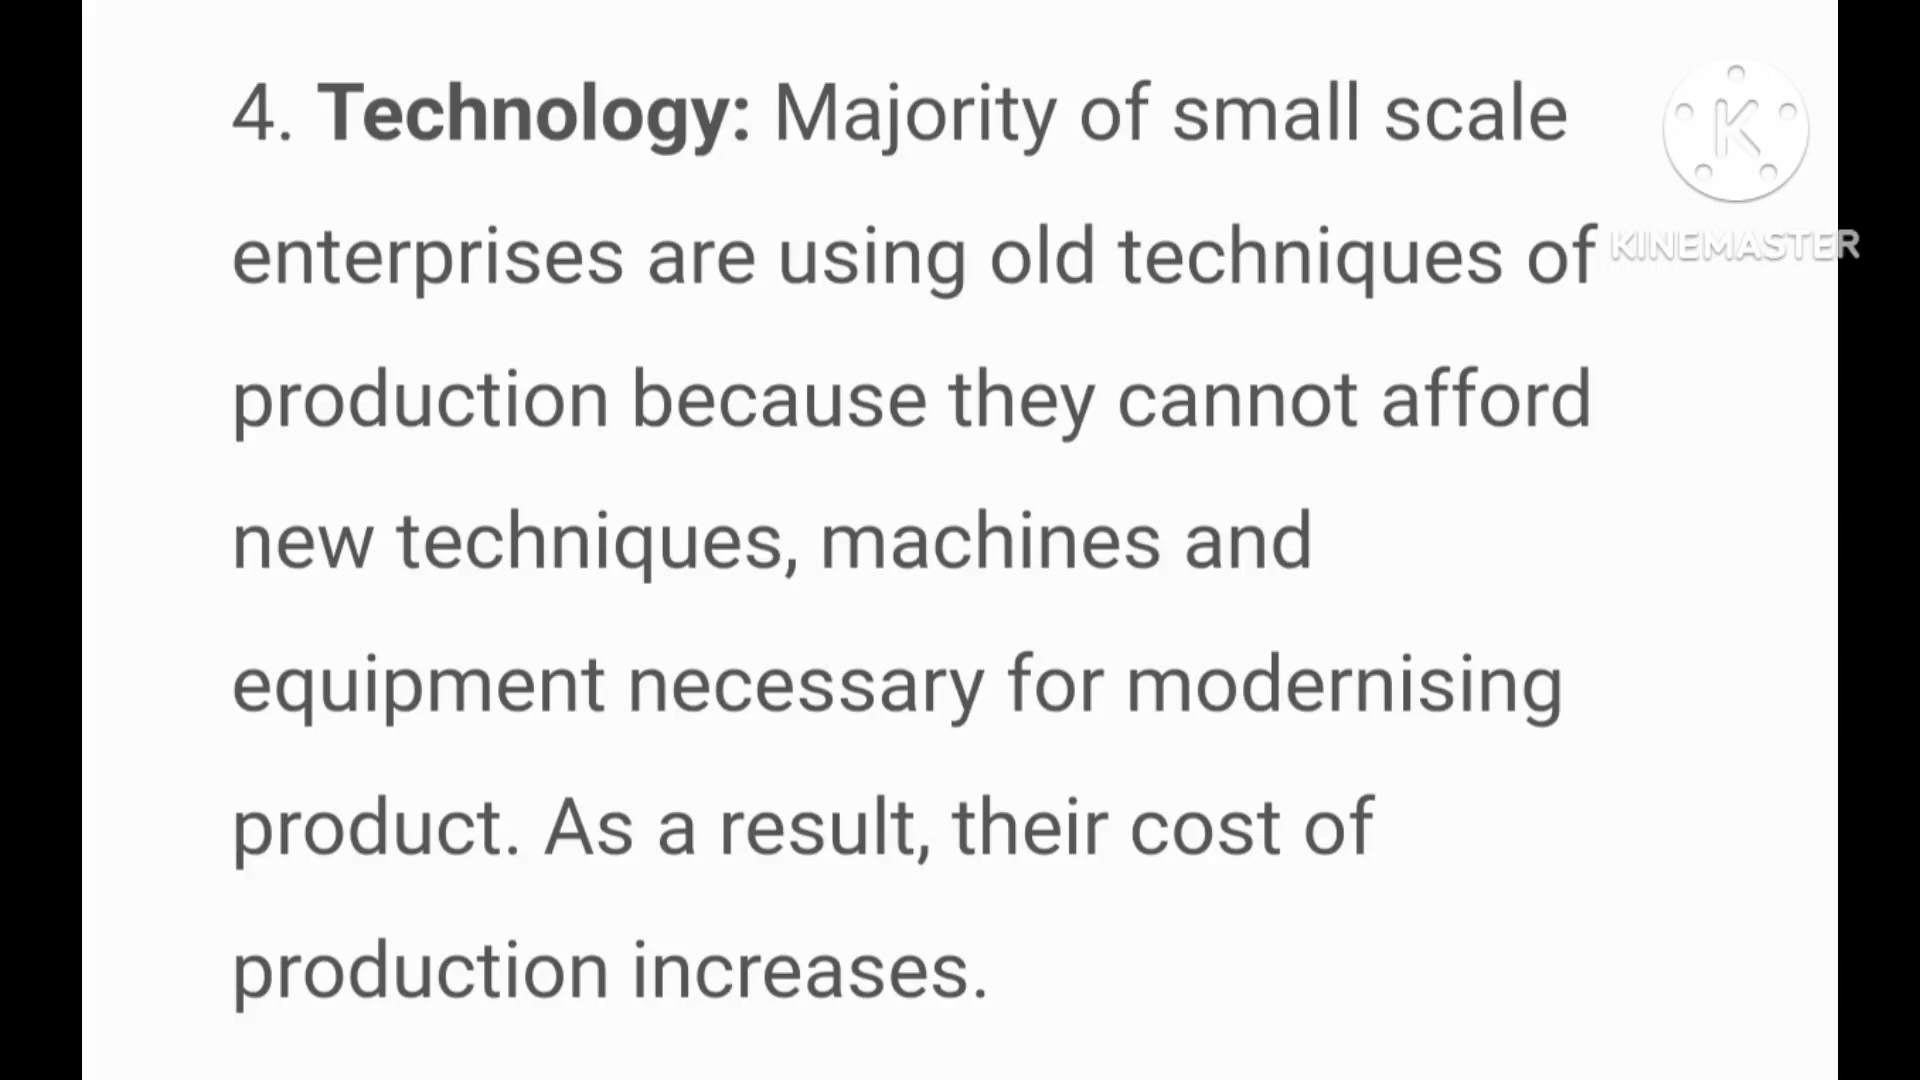 4. Technology: Majority of small scale
enterprises are using old techniques of
production because they cannot afford
new techniques, machines and
equipment necessary for modernising
product. As a result, their cost of
production increases.
K
KINEMASTER